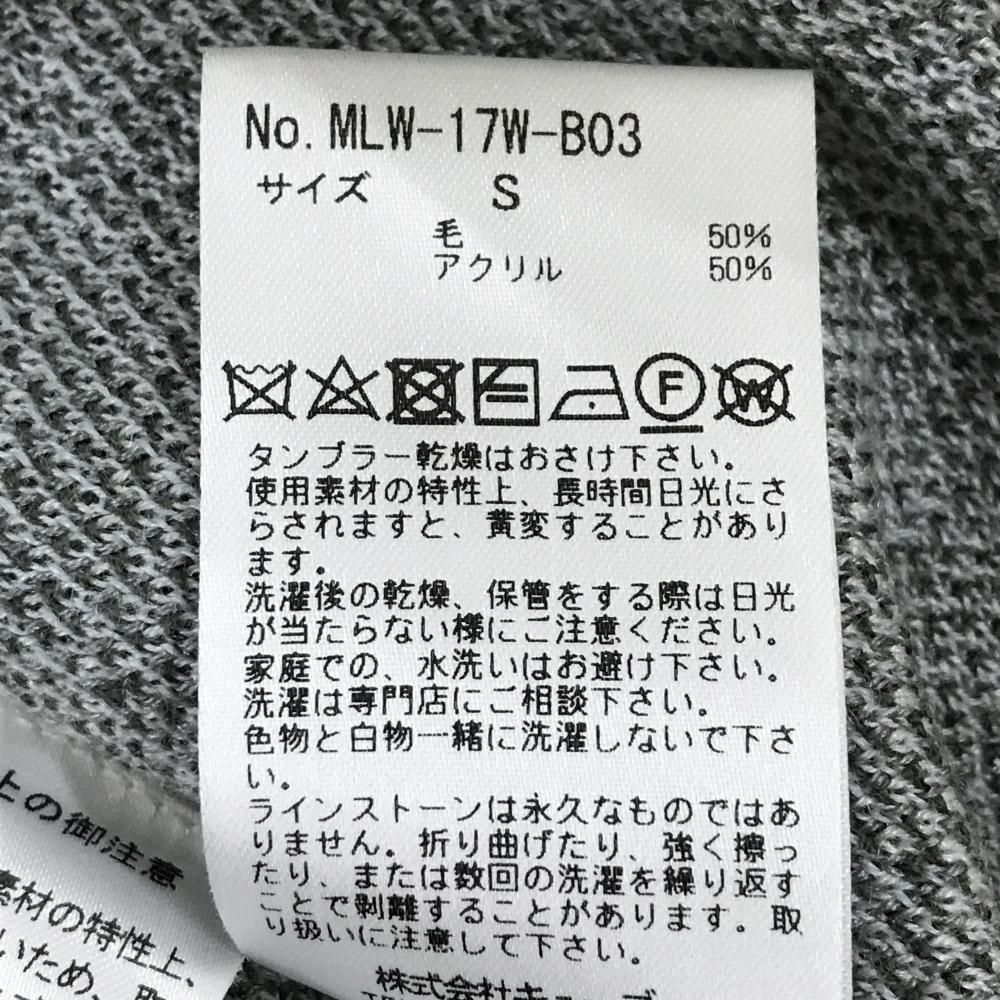 No. MLW-17W-B03
サイズ S
毛 50%
アクリル 50%
F
W
タンブラー乾燥はおさけ下さい。
使用素材の特性上、長時間日光にさ
らされますと、黄変することがあり
ます。
洗濯後の乾燥、保管をする際は日光
が当たらない様にご注意ください。
家庭での、水洗いはお避け下さい。
洗濯は専門店にご相談下さい。
色物と白物一緒に洗濯しないで下さ
い。
ラインストーンは永久なものではあ
りません。折り曲げたり、強く擦っ
たり、または数回の洗濯を繰り返す
ことで剥離することがあります。取
り扱いに注意して下さい。
株式会社キューブ
上の御注意
素材の特性上、
いため、